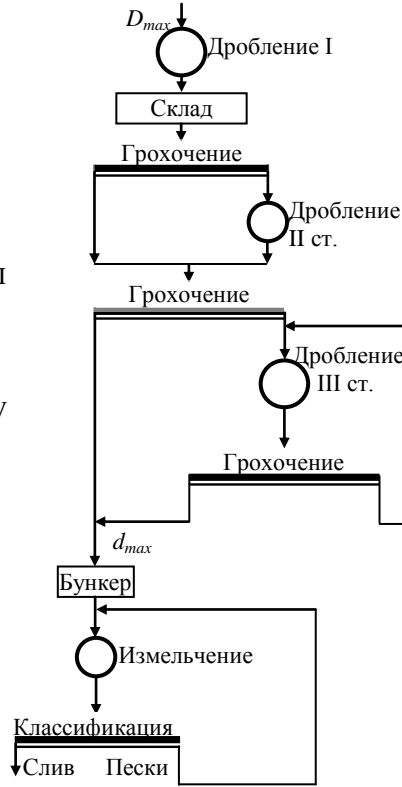 D_max
Дробление I
Склад
Грохочение
Дробление
II ст.
I
Грохочение
Дробление
III ст.
V
Грохочение
d_max
Бункер
Измельчение
Классификация
Слив Пески